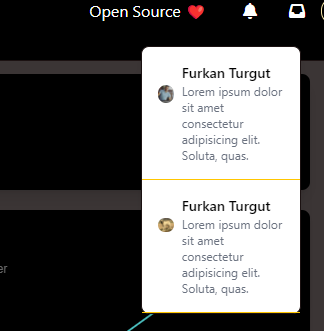 Open Source ❤️
Furkan Turgut
Lorem ipsum dolor
sit amet
consectetur
adipisicing elit.
Soluta, quas.
Furkan Turgut
Lorem ipsum dolor
sit amet
consectetur
adipisicing elit.
Soluta, quas.
er